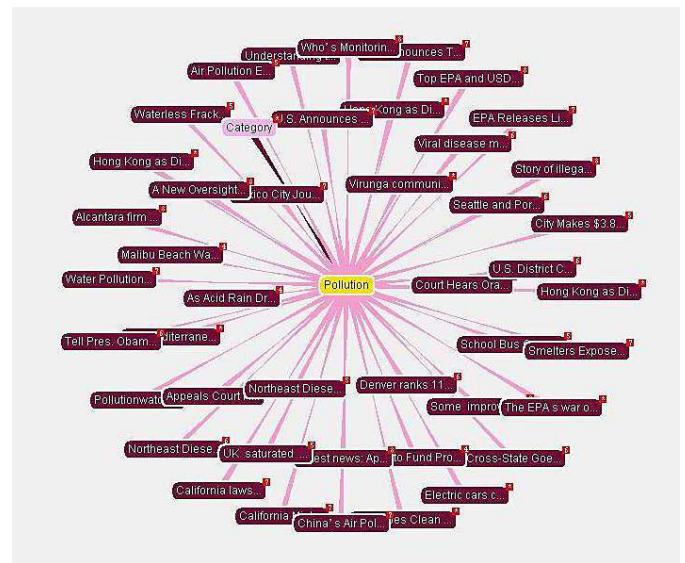 Who's Monitorin...
Understanding
nounces T...
Air Pollution E...
Top EPA and USD...
Waterless Frack...
Category
U.S. Announces ...
Hong Kong as Di...
EPA Releases Li...
Viral disease m...
Hong Kong as Di...
Story of illega...
A New Oversight...
ico City Jou...
Virunga communi...
Seattle and Por...
Alcantara firm ...
City Makes $3.8...
Malibu Beach Wa...
U.S. District C...
Water Pollution...
Pollution
Court Hears Ora...
Hong Kong as Di...
As Acid Rain Dr...
Tell Pres. Obam...
diterrane...
School Bus
Smelters Expose...
Pollutionwatc
Appeals Court
Northeast Diese...
Denver ranks 11...
Some improv
The EPA s war o...
Northeast Diese...
UK saturated ...
est news: Ap...
to Fund Pro...
Cross-State Goe...
California laws...
Electric cars c...
California
China's Air Pol...
es Clean ...